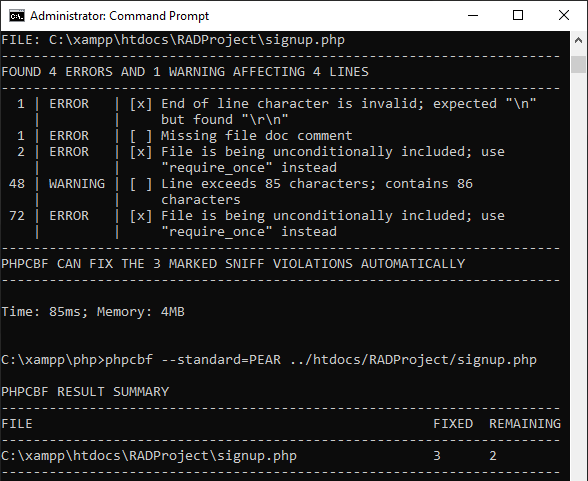 Administrator: Command Prompt
FILE: C:\xampp\htdocs\RADProject\signup.php
----------------------------------------------------------------------
FOUND 4 ERRORS AND 1 WARNING AFFECTING 4 LINES
----------------------------------------------------------------------
  1 | ERROR   | [x] End of line character is invalid; expected "\n"
    |         |     but found "\r\n"
  1 | ERROR   | [ ] Missing file doc comment
  2 | ERROR   | [x] File is being unconditionally included; use
    |         |     "require_once" instead
 48 | WARNING | [ ] Line exceeds 85 characters; contains 86
    |         |     characters
 72 | ERROR   | [x] File is being unconditionally included; use
    |         |     "require_once" instead
----------------------------------------------------------------------
PHPCBF CAN FIX THE 3 MARKED SNIFF VIOLATIONS AUTOMATICALLY
----------------------------------------------------------------------
Time: 85ms; Memory: 4MB
C:\xampp\php>phpcbf --standard=PEAR ../htdocs/RADProject/signup.php
PHPCBF RESULT SUMMARY
----------------------------------------------------------------------
FILE                                                  FIXED  REMAINING
----------------------------------------------------------------------
C:\xampp\htdocs\RADProject\signup.php                 3      2
----------------------------------------------------------------------